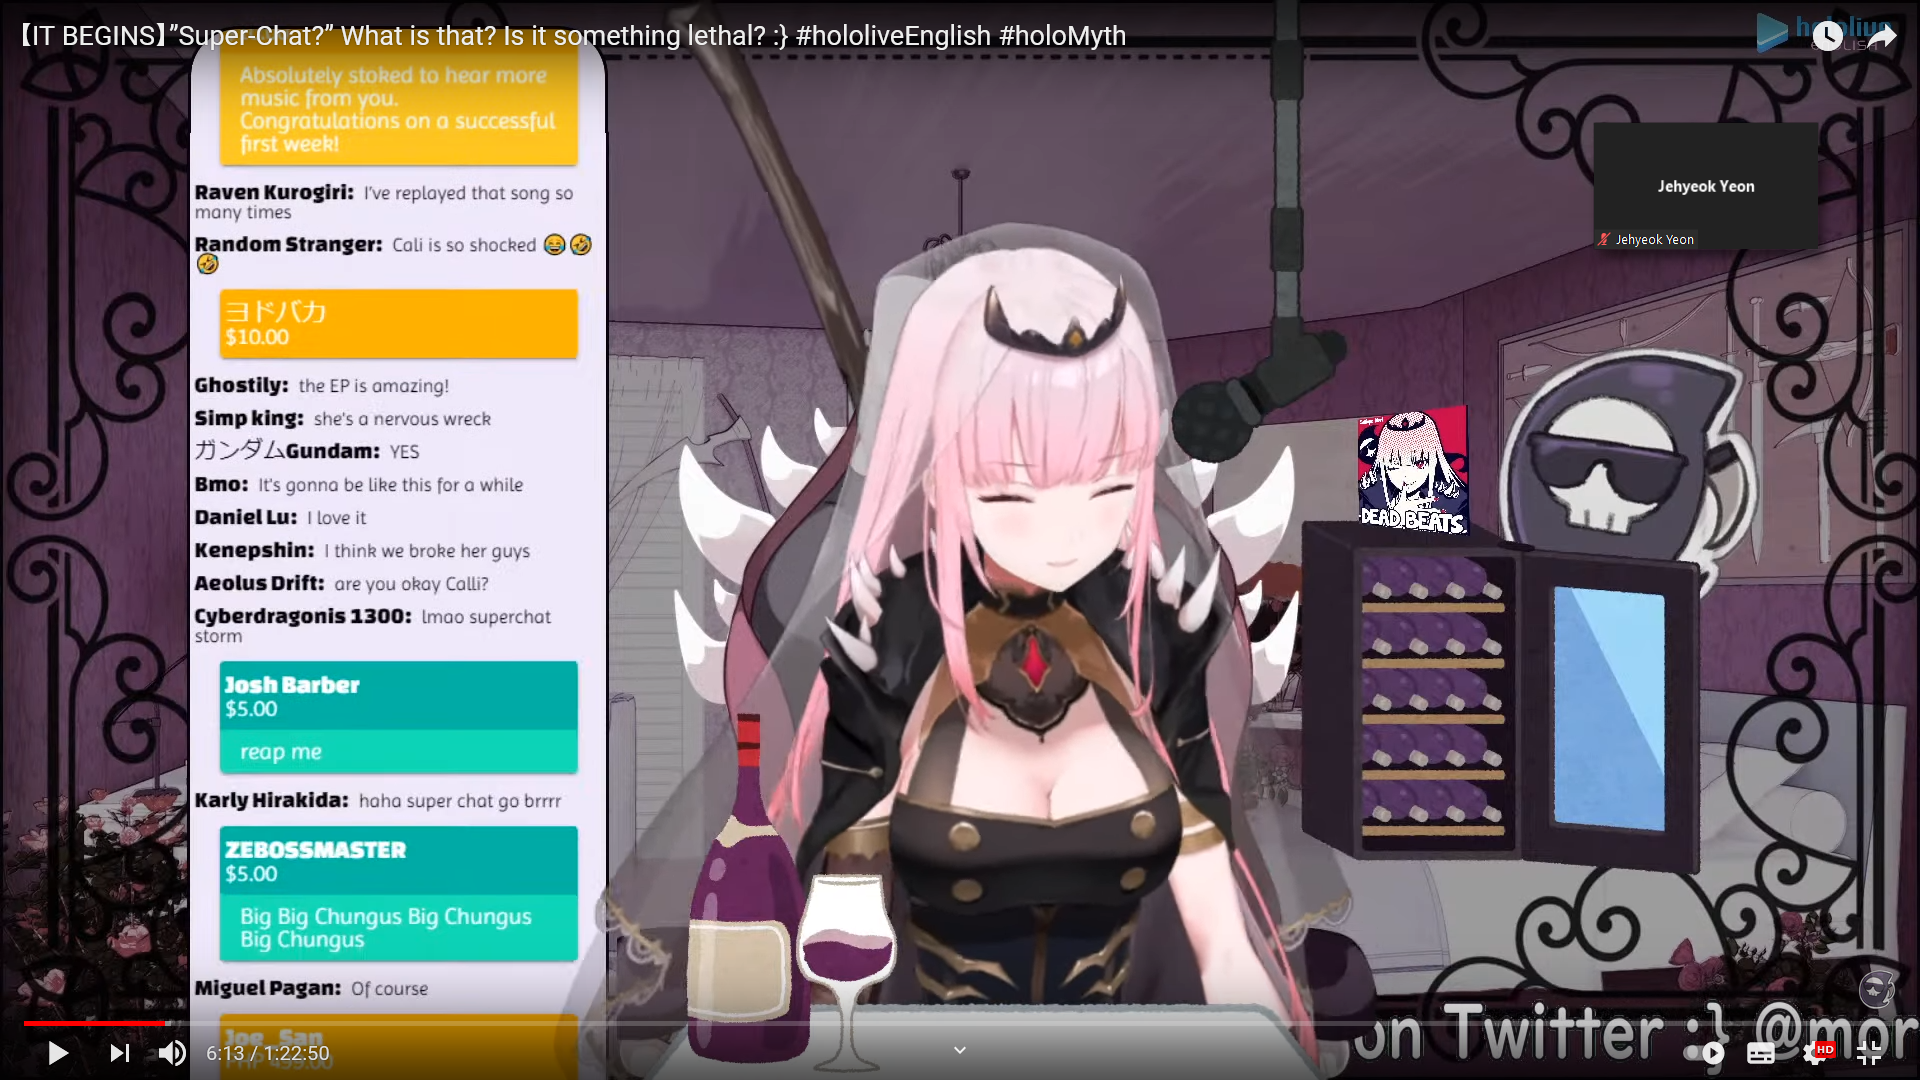 【IT BEGINS】”Super-Chat?” What is that? Is it something lethal? :} #hololiveEnglish #holoMyth
hololive
ENGLISH
Absolutely stoked to hear more
music from you.
Congratulations on a successful
first week!
Raven Kurogiri: I've replayed that song so
many times
Random Stranger: Cali is so shocked 😂🤣
🤣
ヨドバカ
$10.00
Ghostily: the EP is amazing!
Simp king: she's a nervous wreck
ガンダムGundam: YES
Bmo: It's gonna be like this for a while
Daniel Lu: I love it
Kenepshin: I think we broke her guys
Aeolus Drift: are you okay Calli?
Cyberdragonis 1300: lmao superchat
storm
Josh Barber
$5.00
reap me
Karly Hirakida: haha super chat go brrrr
ZEBOSSMASTER
$5.00
Big Big Chungus Big Chungus
Big Chungus
Miguel Pagan: Of course
Joe_San
PHP 499.00
Jehyeok Yeon
Jehyeok Yeon
DEAD BEATS
on Twitter :} @mor
6:13 / 1:22:50
HD